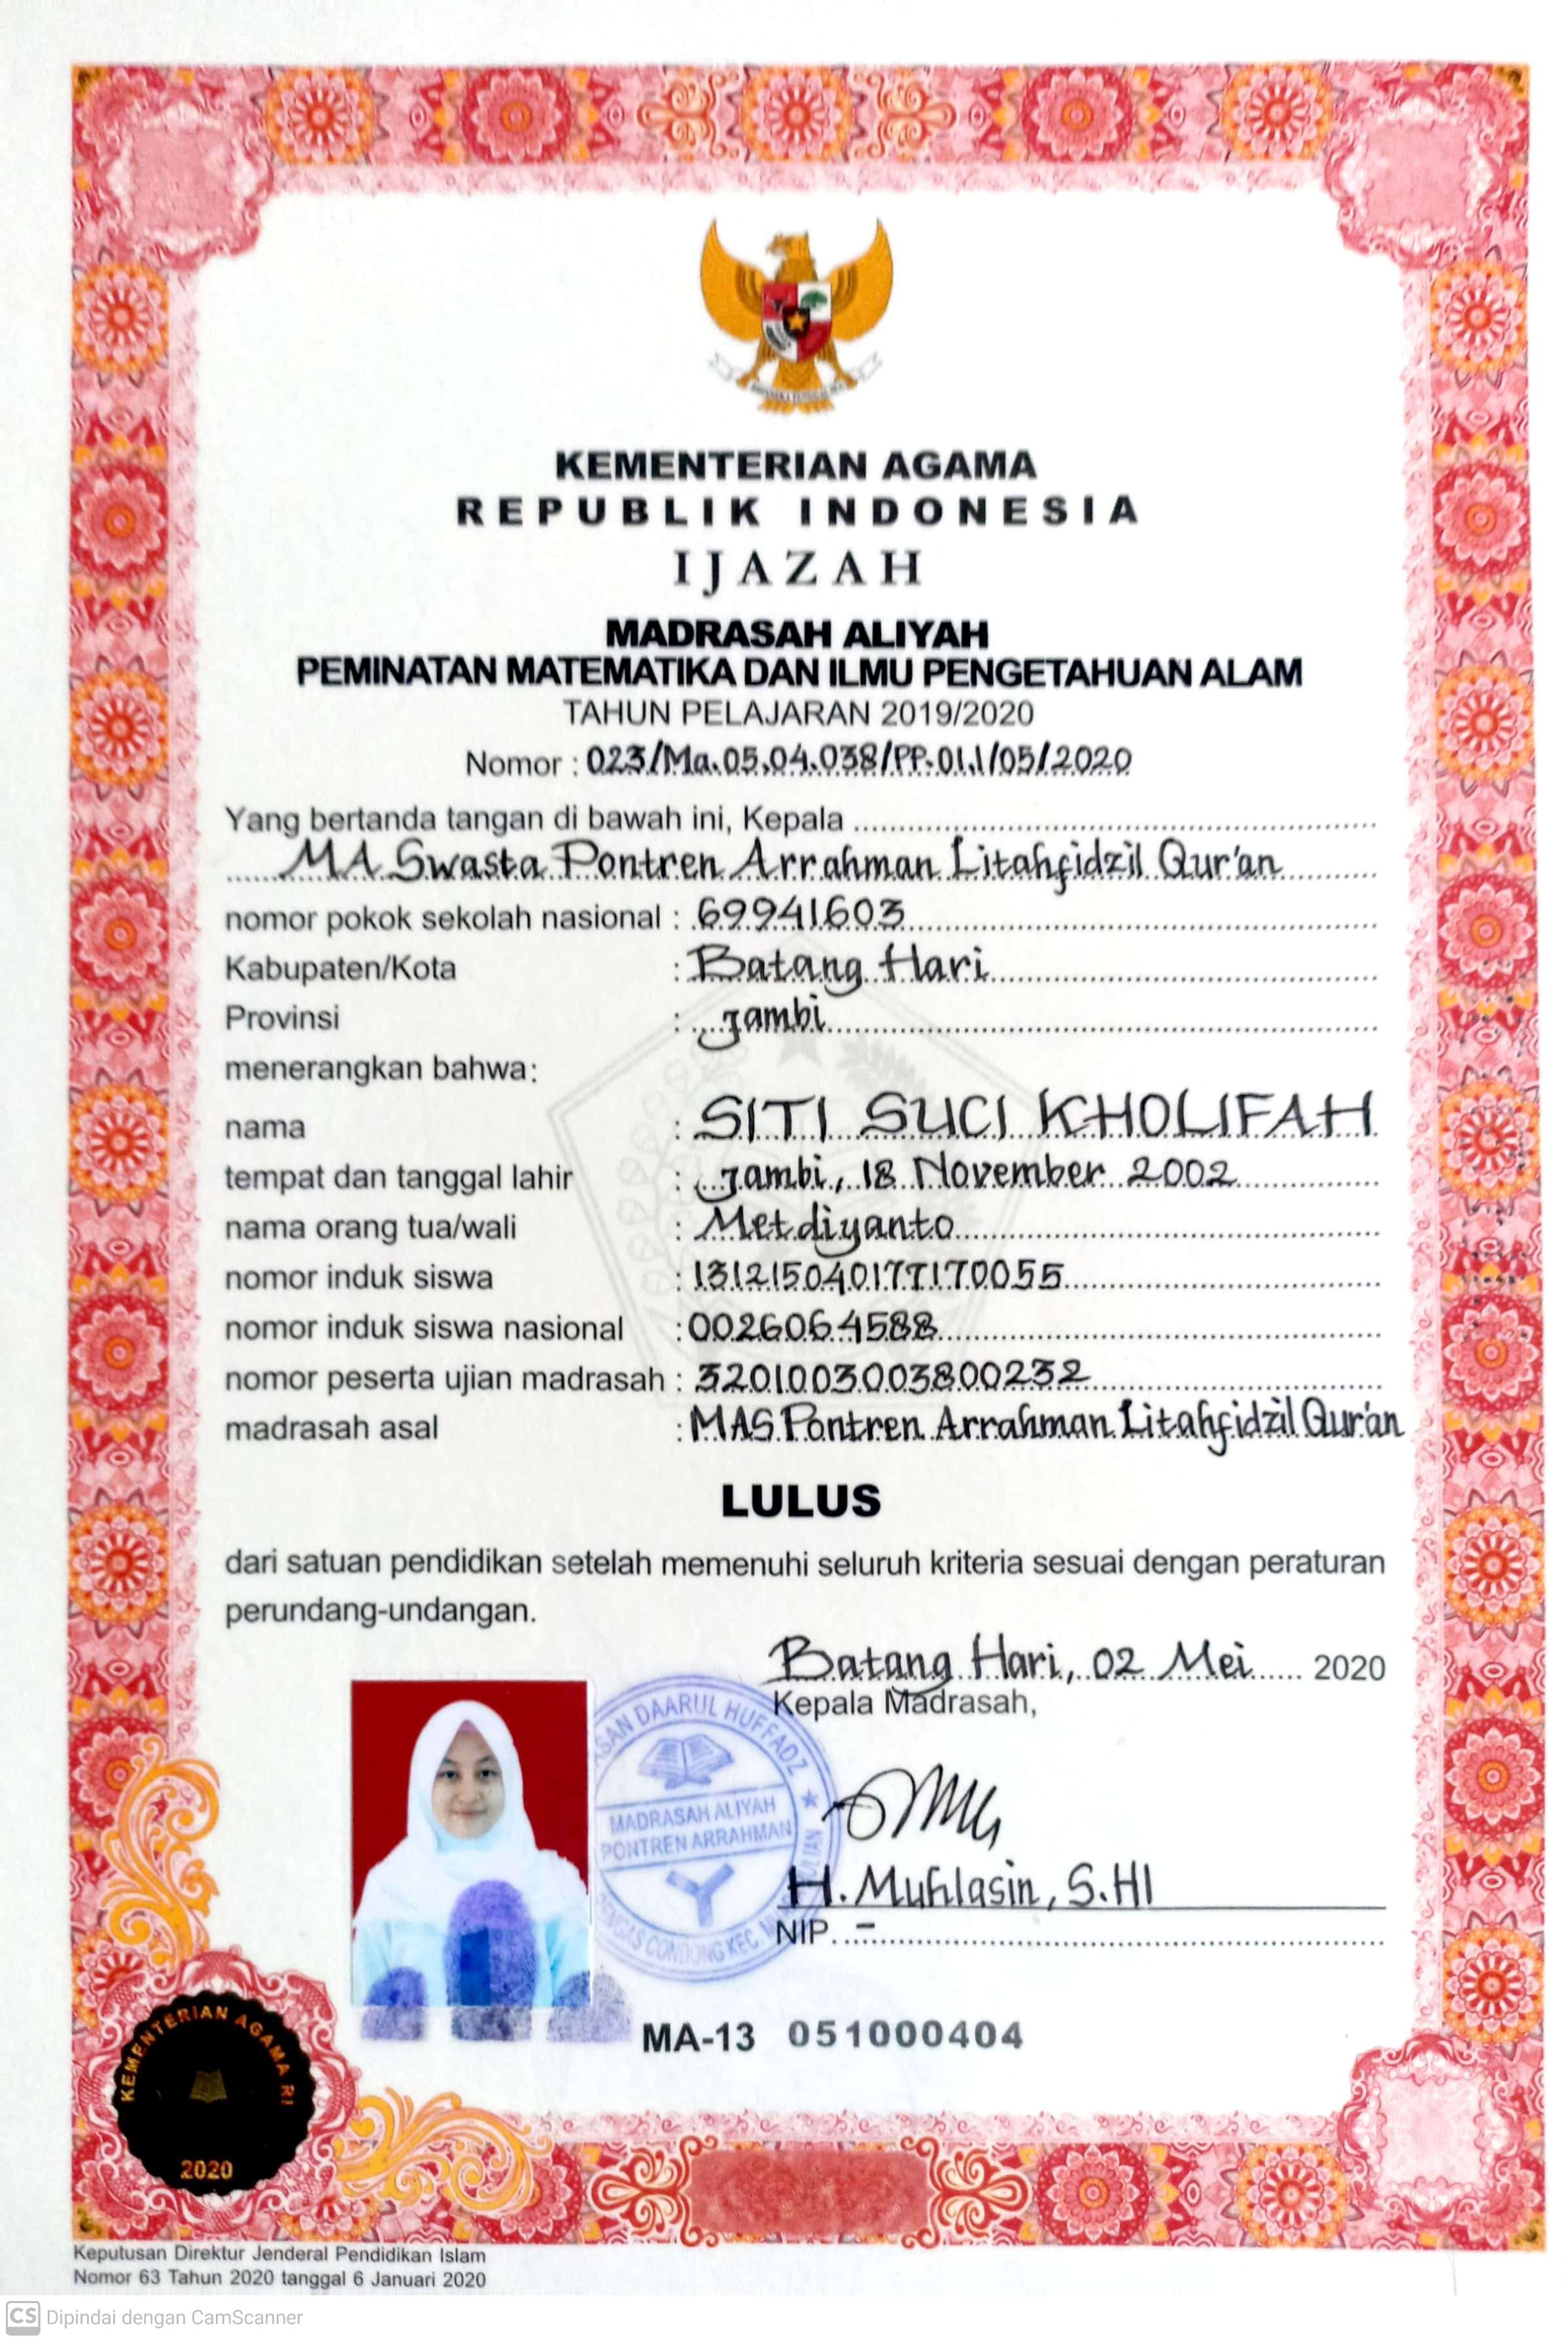 KEMENTERIAN AGAMA
REPUBLIK INDONESIA
IJAZAH
MADRASAH ALIYAH
PEMINATAN MATEMATIKA DAN ILMU PENGETAHUAN ALAM
TAHUN PELAJARAN 2019/2020
Nomor : 023/Ma.05.04.038/PP.01.1/05/2020
Yang bertanda tangan di bawah ini, Kepala
MA Swasta Pontren Arrahman Litahfidzil Qur'an
nomor pokok sekolah nasional : 69941603
Kabupaten/Kota : Batang Hari
Provinsi : Jambi
menerangkan bahwa:
nama : SITI SUCI KHOLIFAH
tempat dan tanggal lahir : Jambi, 18 November 2002
nama orang tua/wali : Metdiyanto
nomor induk siswa : 131215040177170055
nomor induk siswa nasional : 0026064588
nomor peserta ujian madrasah : 3201003003800232
madrasah asal : MAS Pontren Arrahman Litahfidzil Qur'an
LULUS
dari satuan pendidikan setelah memenuhi seluruh kriteria sesuai dengan peraturan
perundang-undangan.
Batang Hari, 02 Mei 2020
Kepala Madrasah,
DAARUL HUFFADZ
MADRASAH ALIYAH
PONTREN ARRAHMAN
CONDONG KEC.
H. Muhlasin, S.HI
NIP. -
MA-13 051000404
KEMENTERIAN AGAMA RI
2020
Keputusan Direktur Jenderal Pendidikan Islam
Nomor 63 Tahun 2020 tanggal 6 Januari 2020
CS Dipindai dengan CamScanner